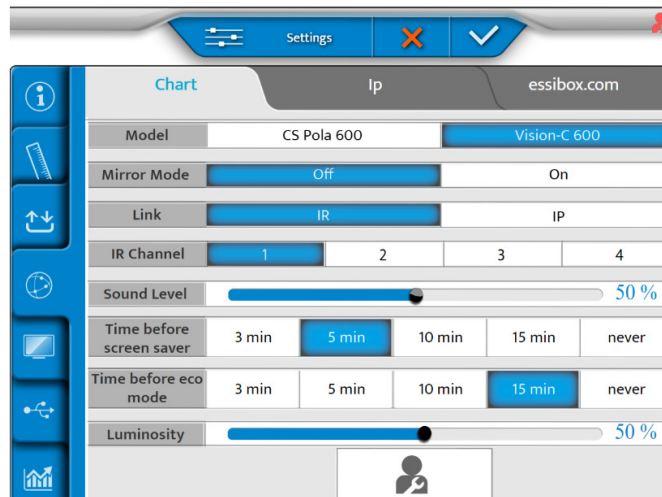 Settings
Chart Ip essibox.com
Model CS Pola 600 Vision-C 600
Mirror Mode Off On
Link IR IP
IR Channel 1 2 3 4
Sound Level 50 %
Time before
screen saver 3 min 5 min 10 min 15 min never
Time before eco
mode 3 min 5 min 10 min 15 min never
Luminosity 50 %